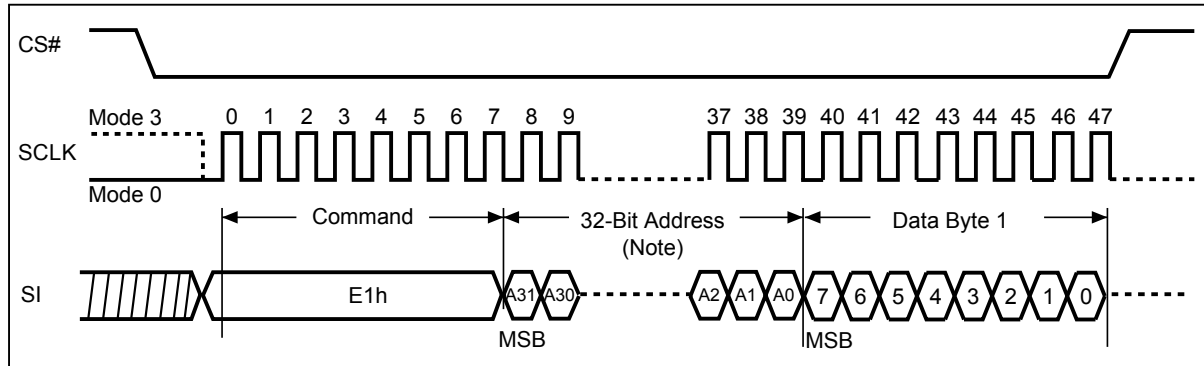 CS#
Mode 3
0 1 2 3 4 5 6 7 8 9 37 38 39 40 41 42 43 44 45 46 47
SCLK
Mode 0
Command 32-Bit Address Data Byte 1
(Note)
SI E1h A31 A30 A2 A1 A0 7 6 5 4 3 2 1 0
MSB MSB